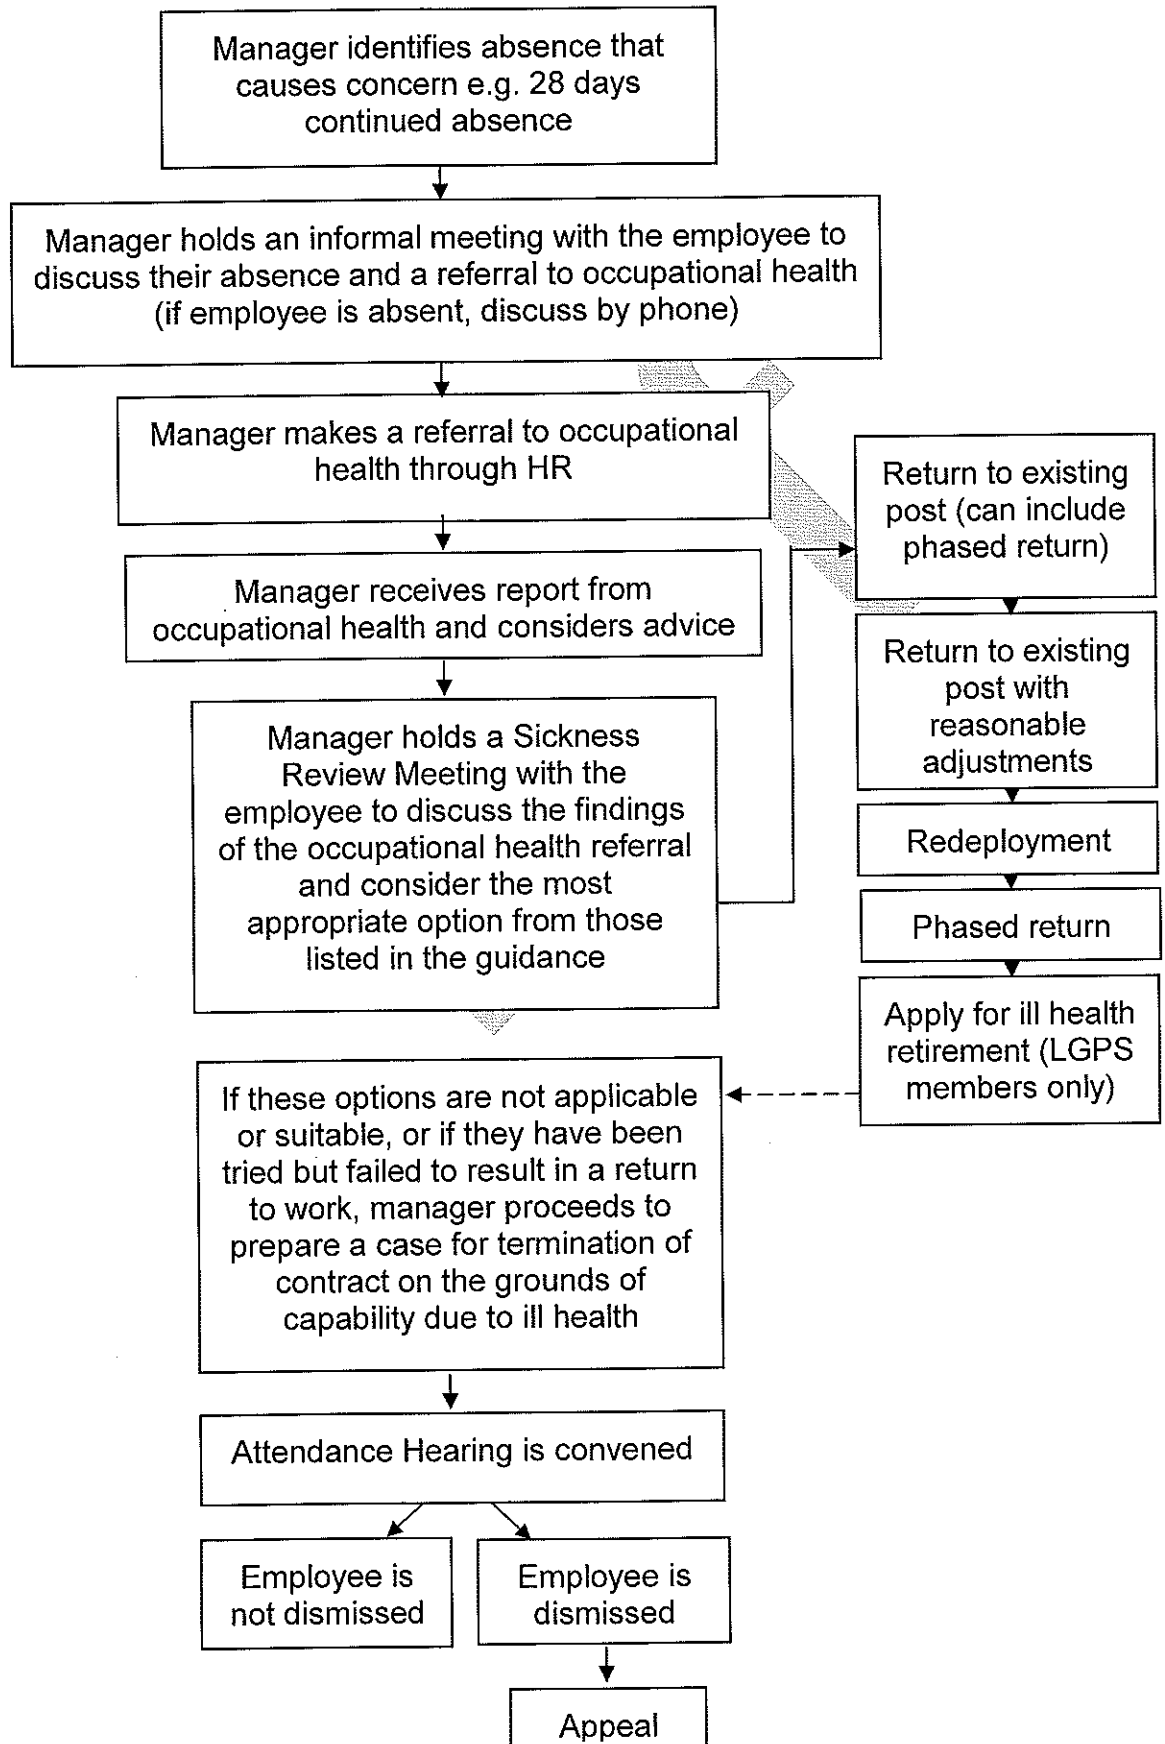 Manager identifies absence that
causes concern e.g. 28 days
continued absence
Manager holds an informal meeting with the employee to
discuss their absence and a referral to occupational health
(if employee is absent, discuss by phone)
Manager makes a referral to occupational
health through HR
Manager receives report from
occupational health and considers advice
Manager holds a Sickness
Review Meeting with the
employee to discuss the findings
of the occupational health referral
and consider the most
appropriate option from those
listed in the guidance
Return to existing
post (can include
phased return)
Return to existing
post with
reasonable
adjustments
Redeployment
Phased return
Apply for ill health
retirement (LGPS
members only)
If these options are not applicable
or suitable, or if they have been
tried but failed to result in a return
to work, manager proceeds to
prepare a case for termination of
contract on the grounds of
capability due to ill health
Attendance Hearing is convened
Employee is
not dismissed
Employee is
dismissed
Appeal